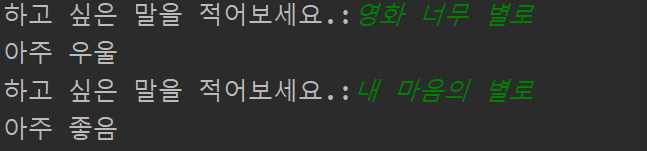 하고 싶은 말을 적어보세요.:영화 너무 별로
아주 우울
하고 싶은 말을 적어보세요.:내 마음의 별로
아주 좋음